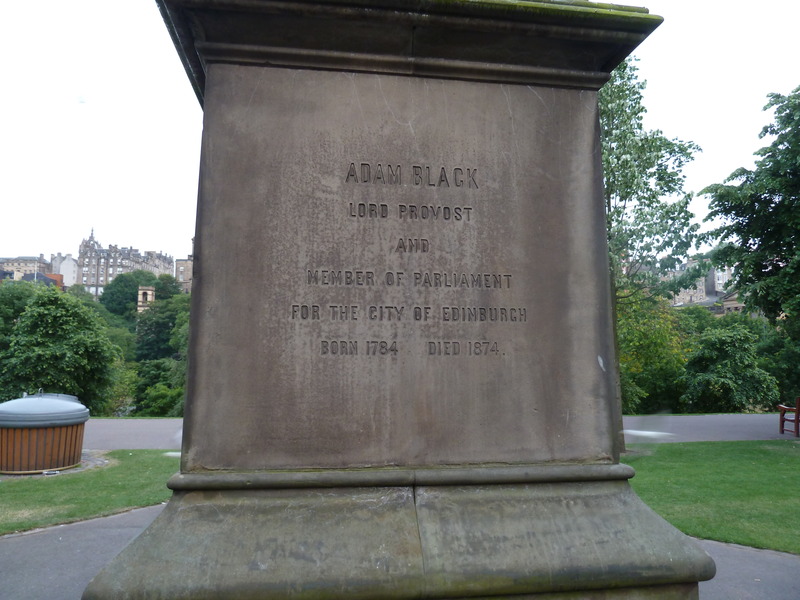 ADAM BLACK
LORD PROVOST
AND
MEMBER OF PARLIAMENT
FOR THE CITY OF EDINBURGH
BORN 1784 DIED 1874.